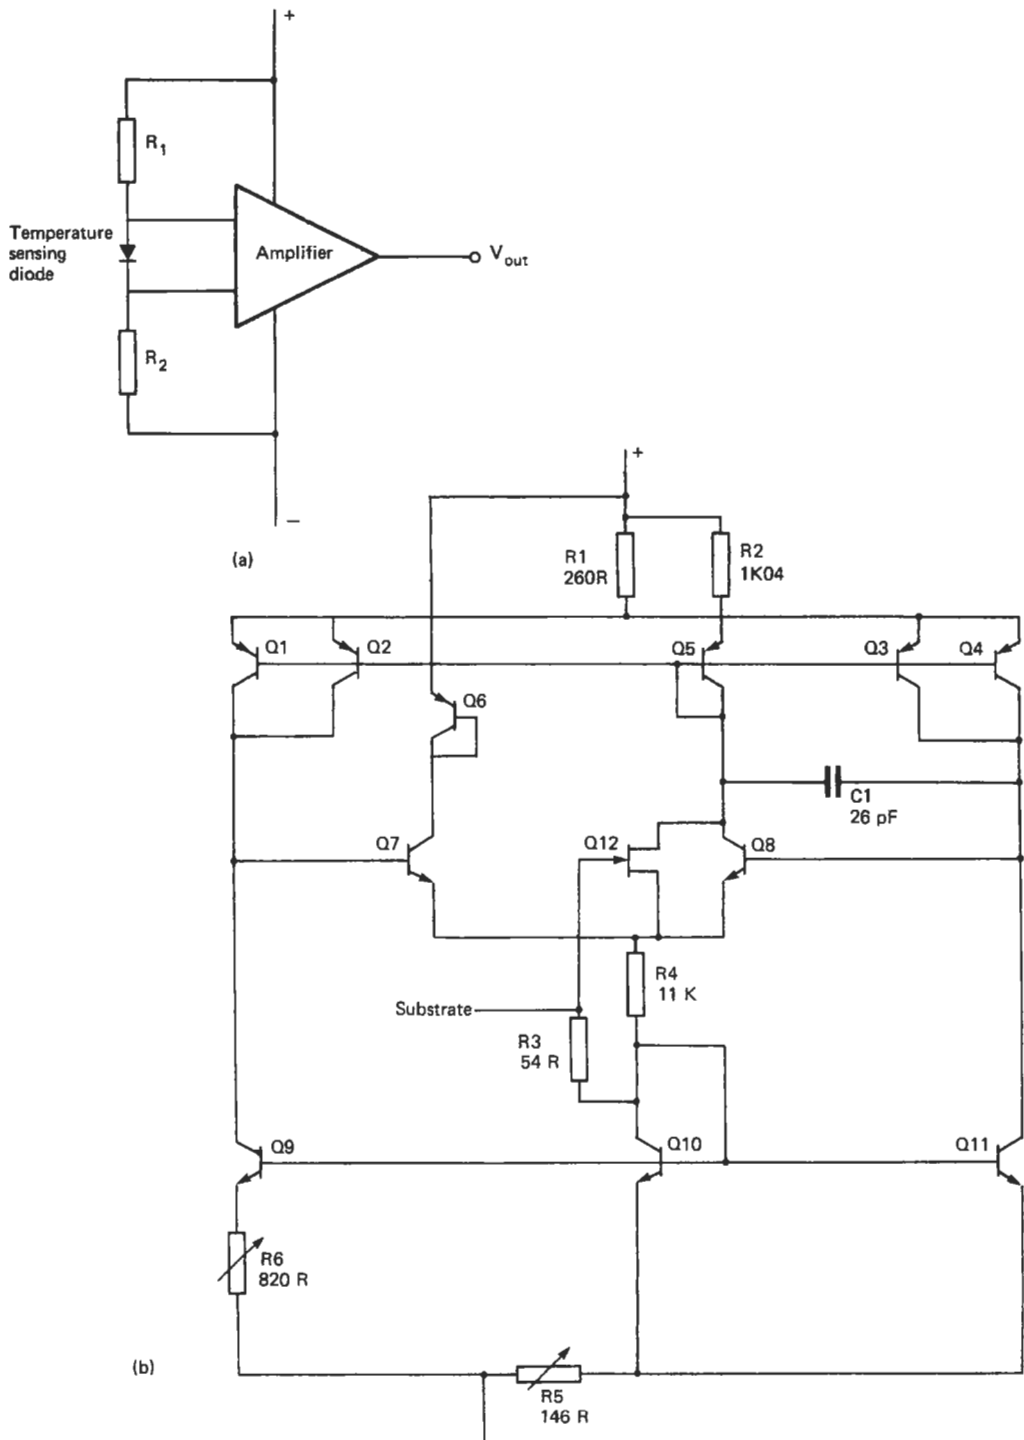 +
R1
Temperature
sensing
diode
Amplifier
Vout
R2
−
(a)
+
R1
260R
R2
1K04
Q1
Q2
Q5
Q3
Q4
Q6
C1
26 pF
Q7
Q12
Q8
R4
11 K
Substrate
R3
54 R
Q9
Q10
Q11
R6
820 R
(b)
R5
146 R